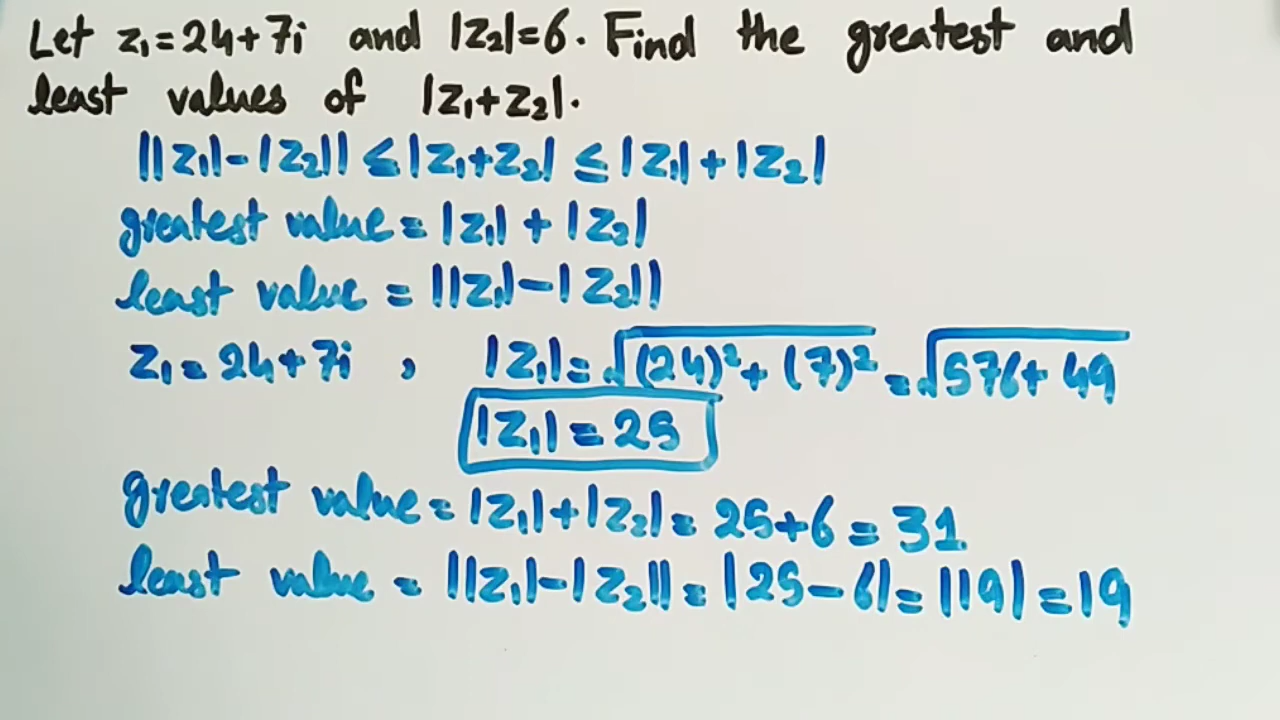 Let z₁=24+7i and |z₂|=6. Find the greatest and
least values of |z₁+z₂|.
||z₁|-|z₂|| ≤ |z₁+z₂| ≤ |z₁|+|z₂|
greatest value = |z₁| + |z₂|
least value = ||z₁|-|z₂||
z₁ = 24+7i , |z₁| = √((24)²+(7)²) = √(576+49)
|z₁| = 25
greatest value = |z₁|+|z₂| = 25+6 = 31
least value = ||z₁|-|z₂|| = |25-6| = |19| = 19